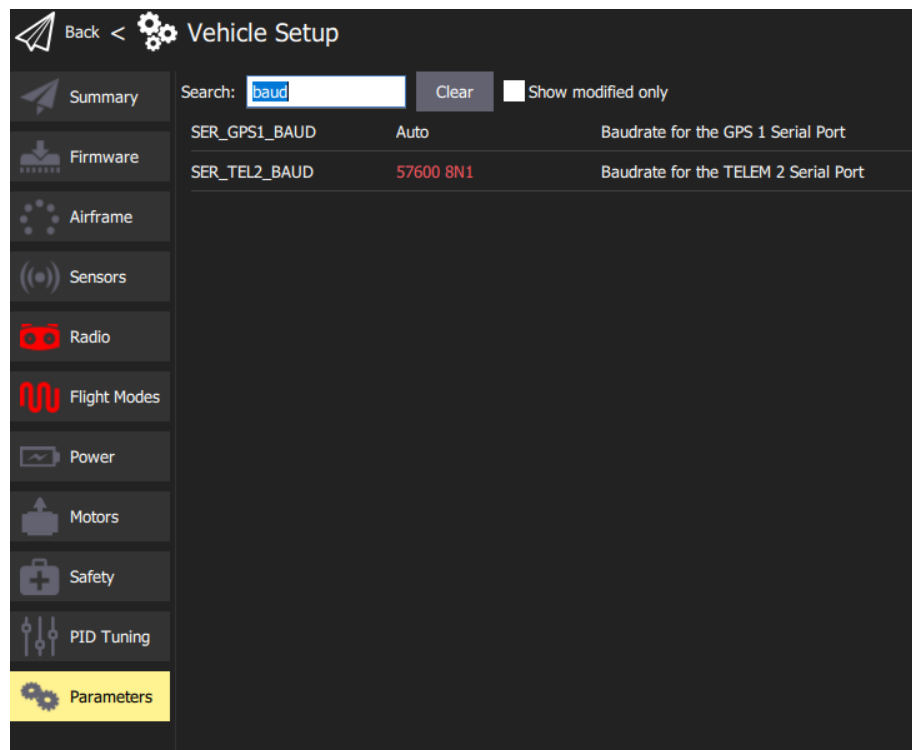 Back < Vehicle Setup
Summary
Firmware
Airframe
Sensors
Radio
Flight Modes
Power
Motors
Safety
PID Tuning
Parameters
Search: baud Clear Show modified only
SER_GPS1_BAUD Auto Baudrate for the GPS 1 Serial Port
SER_TEL2_BAUD 57600 8N1 Baudrate for the TELEM 2 Serial Port